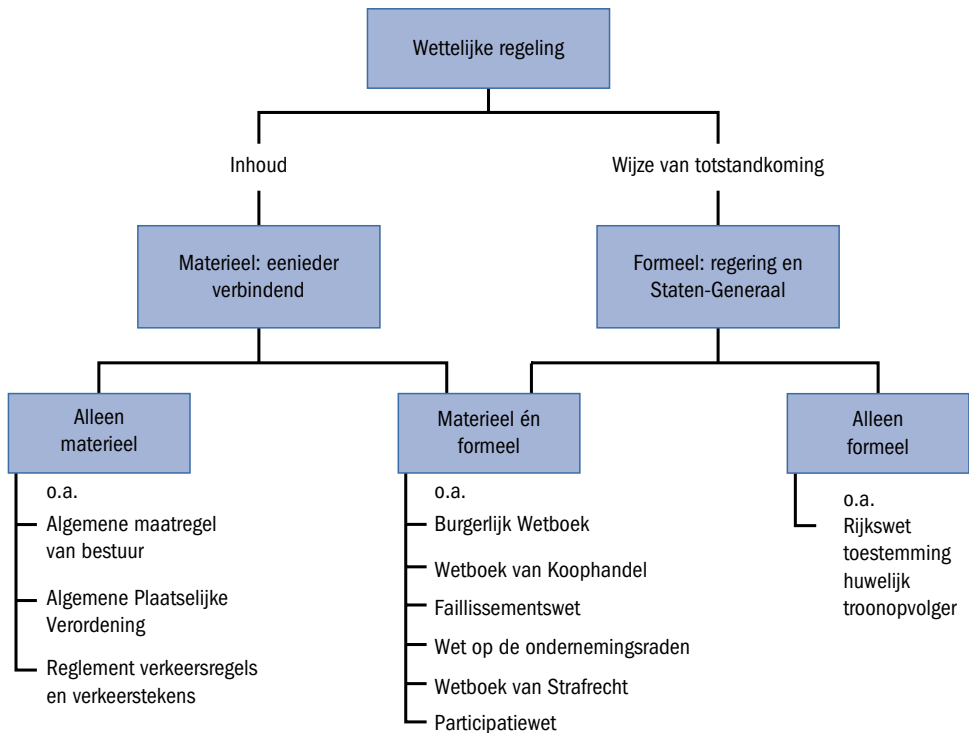 Wettelijke regeling
Inhoud
Wijze van totstandkoming
Materieel: eenieder
verbindend
Formeel: regering en
Staten-Generaal
Alleen
materieel
Materieel én
formeel
Alleen
formeel
o.a.
Algemene maatregel
van bestuur
Algemene Plaatselijke
Verordening
Reglement verkeersregels
en verkeerstekens
o.a.
Burgerlijk Wetboek
Wetboek van Koophandel
Faillissementswet
Wet op de ondernemingsraden
Wetboek van Strafrecht
Participatiewet
o.a.
Rijkswet
toestemming
huwelijk
troonopvolger